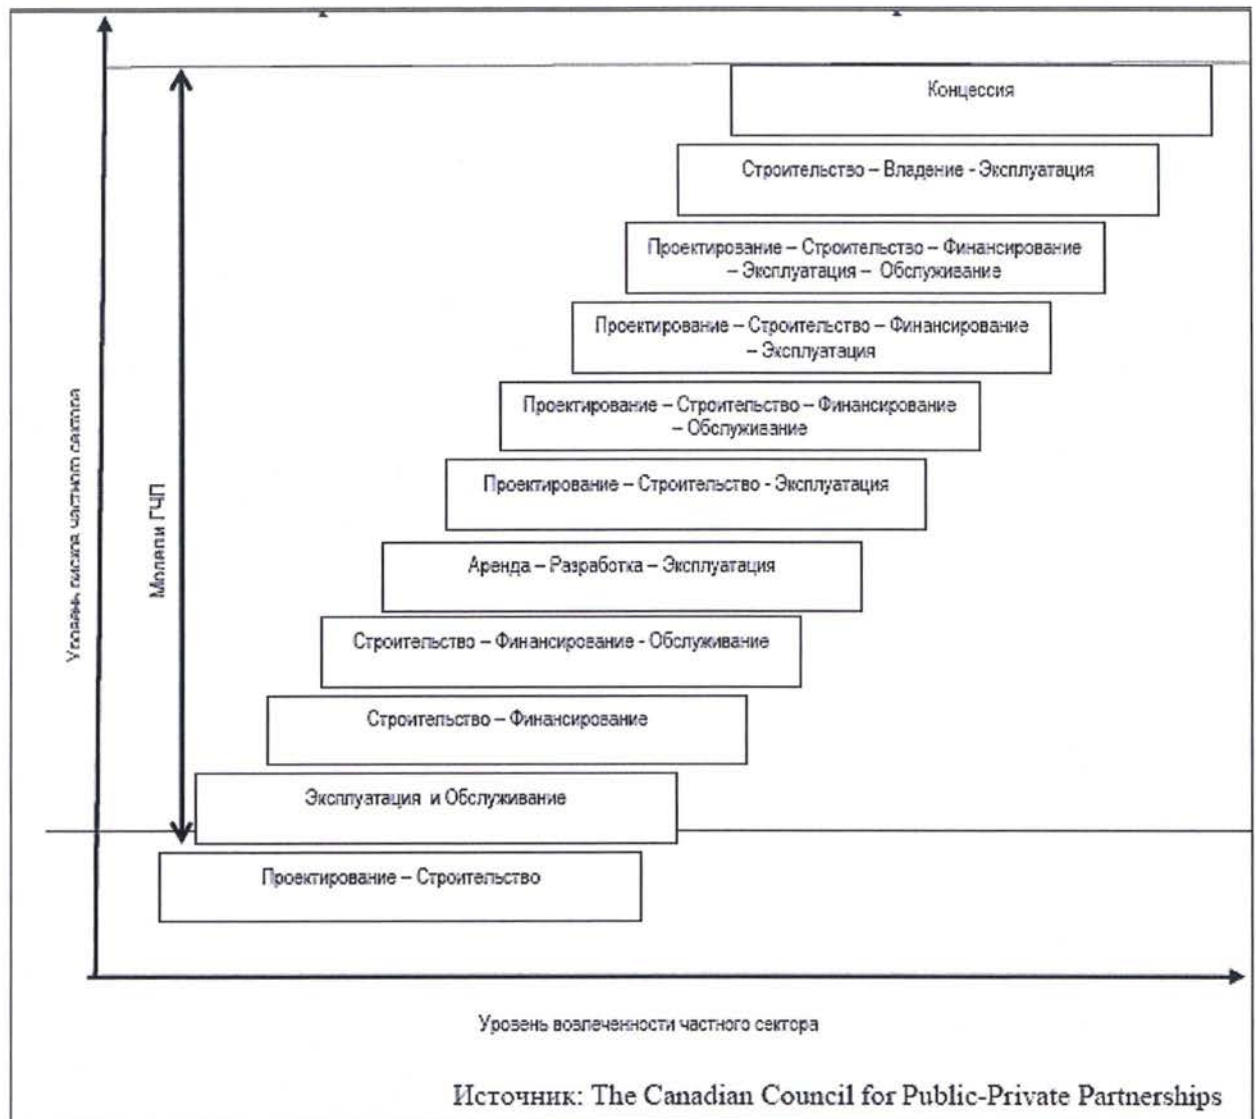 Концессия
Строительство – Владение - Эксплуатация
Проектирование – Строительство – Финансирование
– Эксплуатация – Обслуживание
Проектирование – Строительство – Финансирование
– Эксплуатация
Проектирование – Строительство – Финансирование
– Обслуживание
Проектирование – Строительство - Эксплуатация
Аренда – Разработка – Эксплуатация
Строительство – Финансирование - Обслуживание
Строительство – Финансирование
Эксплуатация и Обслуживание
Проектирование – Строительство
Уровень рисков частного сектора
Модели ГЧП
Уровень вовлеченности частного сектора
Источник: The Canadian Council for Public-Private Partnerships